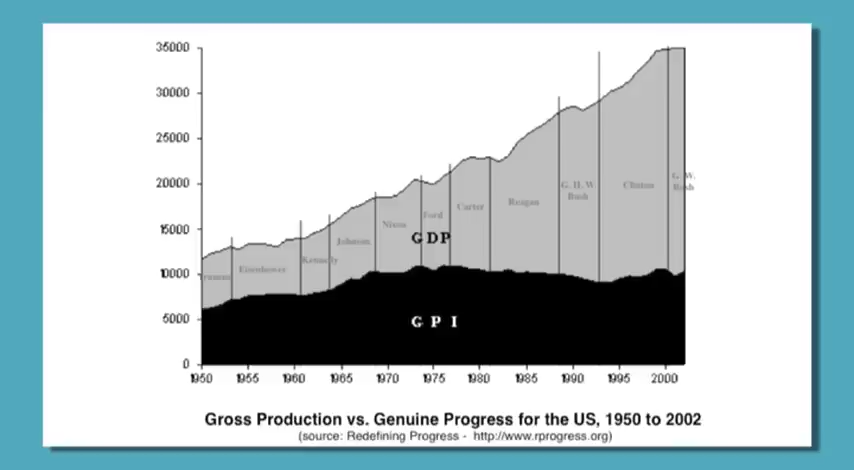 35000
30000
25000
20000
15000
10000
5000
0
G. W.
Bush
G. H. W.
Bush
Clinton
Reagan
Carter
Ford
Nixon
Johnson
Kennedy
Eisenhower
GDP
G P I
1950 1955 1960 1965 1970 1975 1980 1985 1990 1995 2000
Gross Production vs. Genuine Progress for the US, 1950 to 2002
(source: Redefining Progress - http://www.rprogress.org)